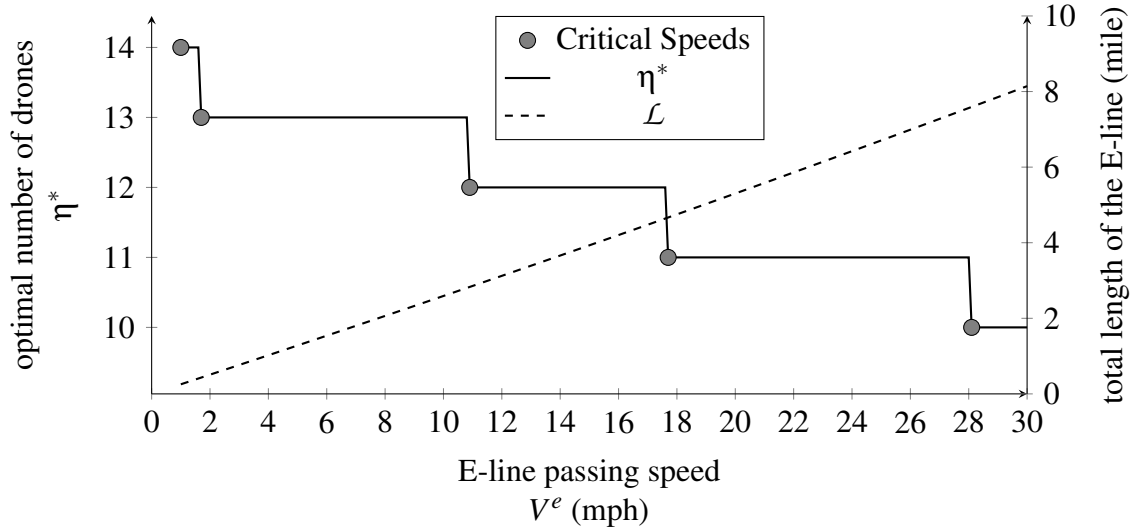 optimal number of drones
η*
14
13
12
11
10
Critical Speeds
η*
ℒ
10
8
6
4
2
0
total length of the E-line (mile)
0 2 4 6 8 10 12 14 16 18 20 22 24 26 28 30
E-line passing speed
Vᵉ (mph)